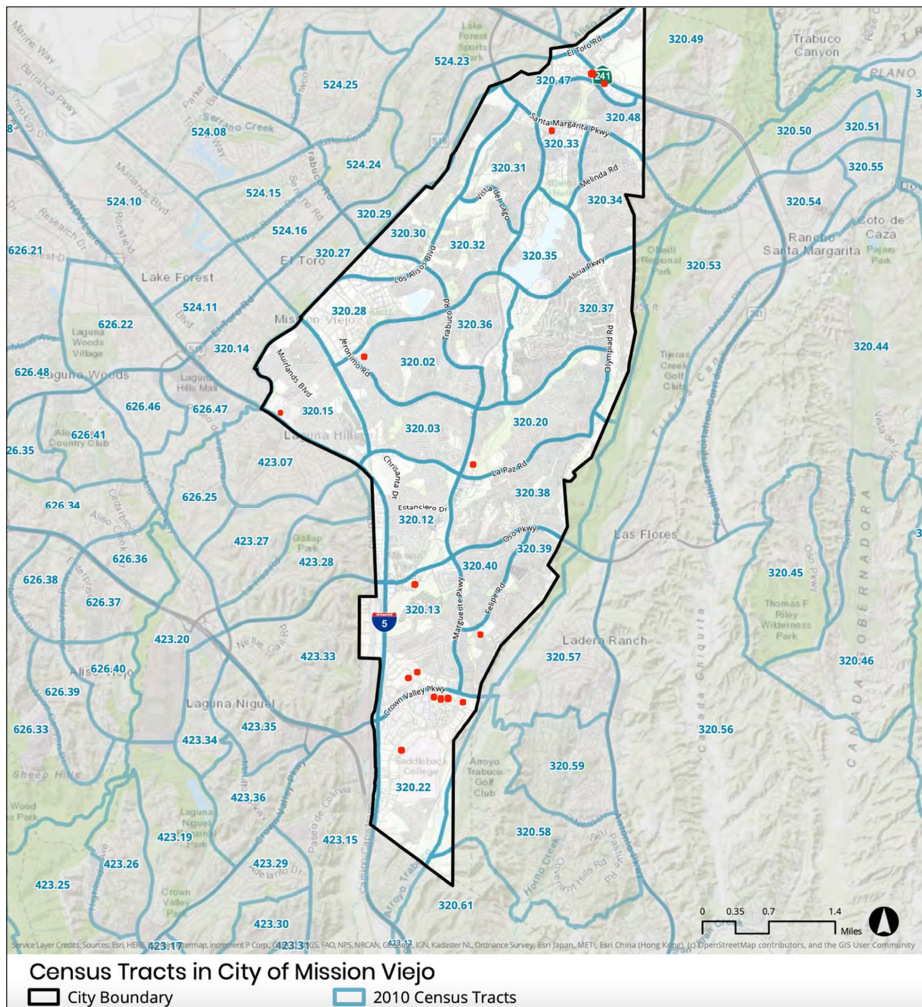 320.49
Trabuco
Canyon
524.23
Lake
Forest
Sports
El Toro Rd
320.47
241
524.25
PLANO
320.48
Santa Margarita Pkwy
320.33
524.08
Serrano Creek
320.50
320.51
524.24
320.31
Melinda Rd
320.55
524.15
Vista del Lago
320.34
320.54
524.10
320.29
Coto de
Caza
524.16
320.30
320.32
Rancho
Santa Margarita
626.21
320.27
El Toro
320.35
320.53
Lake Forest
Los Alisos Blvd
Alicia Pkwy
524.11
320.28
Trabuco Rd
320.37
Mission Viejo
320.36
626.22
Laguna
Woods
Village
320.14
Jeronimo Rd
Olympiad Rd
320.44
Muirlands Blvd
320.02
Tijeras
Creek Golf
Club
626.48
Laguna Woods
Laguna
Hills Mall
626.46
626.47
320.15
320.20
626.41
Country Club
Laguna Hills
320.03
423.07
La Paz Rd
626.25
Chrisanta Dr
320.38
626.34
Estanciero Dr
320.12
Oso Pkwy
Las Flores
626.36
423.27
Gallup
Park
423.28
320.39
320.40
626.38
320.45
626.37
320.13
Marguerite Pkwy
Felipe Rd
Thomas F
Riley
Wilderness
Park
5
423.20
Ladera Ranch
626.40
423.33
320.57
320.46
626.39
Laguna Niguel
Crown Valley Pkwy
626.33
423.34
423.35
320.56
Saddleback
College
Arroyo
Trabuco
Golf
Club
320.59
423.36
320.22
423.19
423.15
320.58
423.29
423.26
423.25
Crown
Valley
Park
423.30
320.61
0 0.35 0.7 1.4
Miles
423.17
423.31
Census Tracts in City of Mission Viejo
City Boundary
2010 Census Tracts